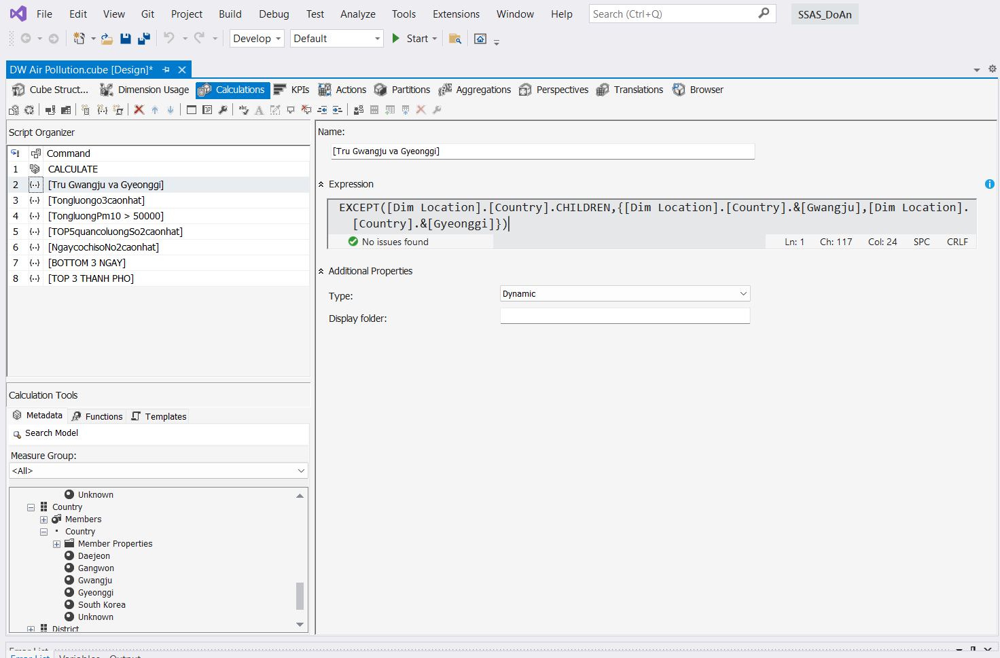 File Edit View Git Project Build Debug Test Analyze Tools Extensions Window Help Search (Ctrl+Q) SSAS_DoAn
Develop Default Start
DW Air Pollution.cube [Design]*
Cube Struct... Dimension Usage Calculations KPIs Actions Partitions Aggregations Perspectives Translations Browser
Script Organizer
Command
1 CALCULATE
2 [Tru Gwangju va Gyeonggi]
3 [Tongluongo3caonhat]
4 [TongluongPm10 > 50000]
5 [TOP5quancoluongSo2caonhat]
6 [NgaycochisoNo2caonhat]
7 [BOTTOM 3 NGAY]
8 [TOP 3 THANH PHO]
Calculation Tools
Metadata Functions Templates
Search Model
Measure Group:
<All>
Unknown
Country
Members
Country
Member Properties
Daejeon
Gangwon
Gwangju
Gyeonggi
South Korea
Unknown
District
Name:
[Tru Gwangju va Gyeonggi]
Expression
EXCEPT([Dim Location].[Country].CHILDREN,{[Dim Location].[Country].&[Gwangju],[Dim Location].
[Country].&[Gyeonggi]})
No issues found Ln: 1 Ch: 117 Col: 24 SPC CRLF
Additional Properties
Type: Dynamic
Display folder:
Error List
Error List Variables Output